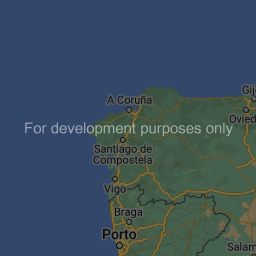 Gij
A Coruña
Ovied
For development purposes only
Santiago de
Compostela
Vigo
Braga
Porto
Salam